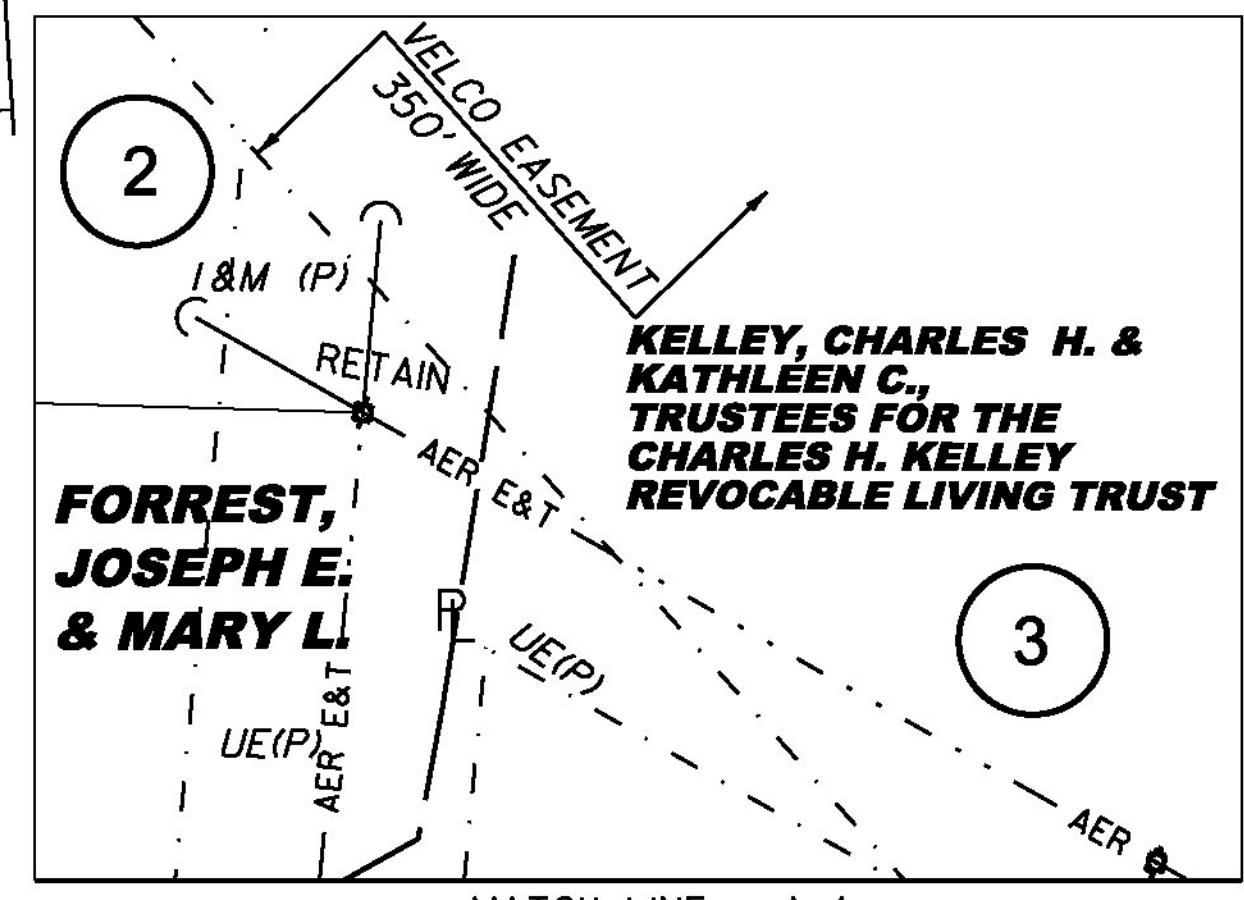 VELCO EASEMENT
350' WIDE
2
I&M (P)
RETAIN
KELLEY, CHARLES H. &
KATHLEEN C.,
TRUSTEES FOR THE
CHARLES H. KELLEY
REVOCABLE LIVING TRUST
AER E&T
FORREST,
JOSEPH E.
& MARY L.
UE(P)
3
UE(P)
AER E&T
AER